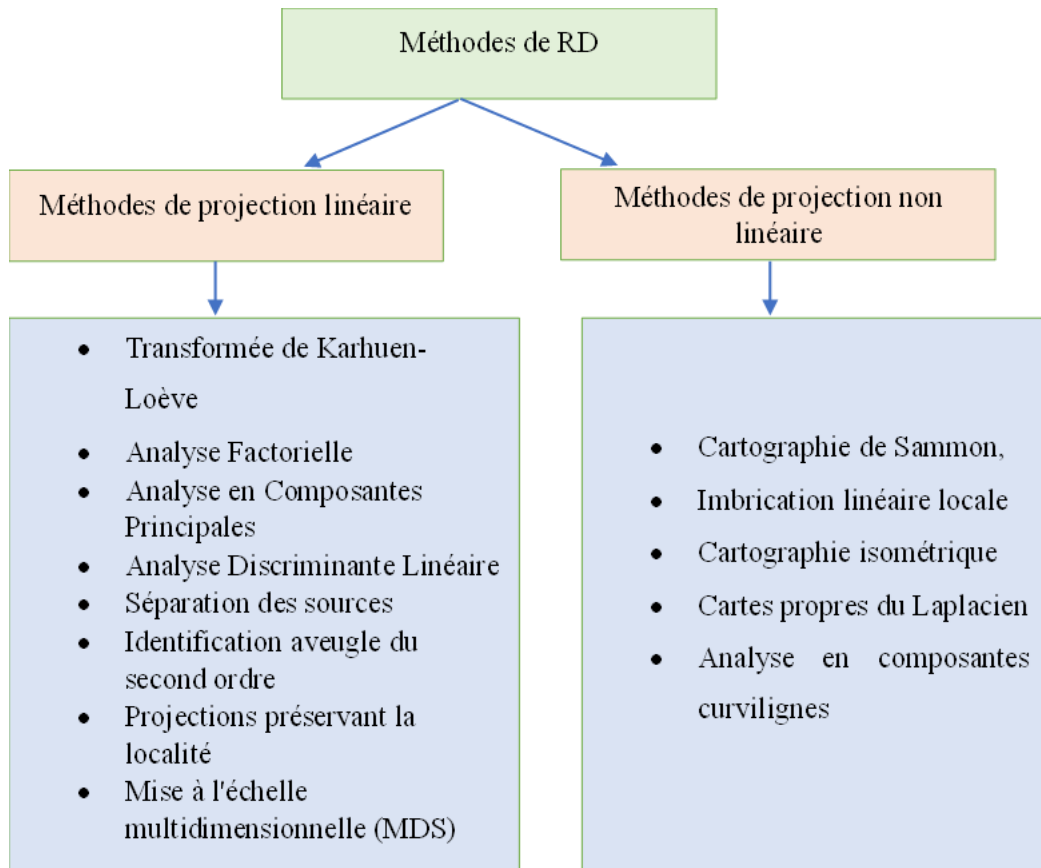 Méthodes de RD
Méthodes de projection linéaire
Méthodes de projection non
linéaire
• Transformée de Karhuen-
Loève
• Analyse Factorielle
• Analyse en Composantes
Principales
• Analyse Discriminante Linéaire
• Séparation des sources
• Identification aveugle du
second ordre
• Projections préservant la
localité
• Mise à l'échelle
multidimensionnelle (MDS)
• Cartographie de Sammon,
• Imbrication linéaire locale
• Cartographie isométrique
• Cartes propres du Laplacien
• Analyse en composantes
curvilignes